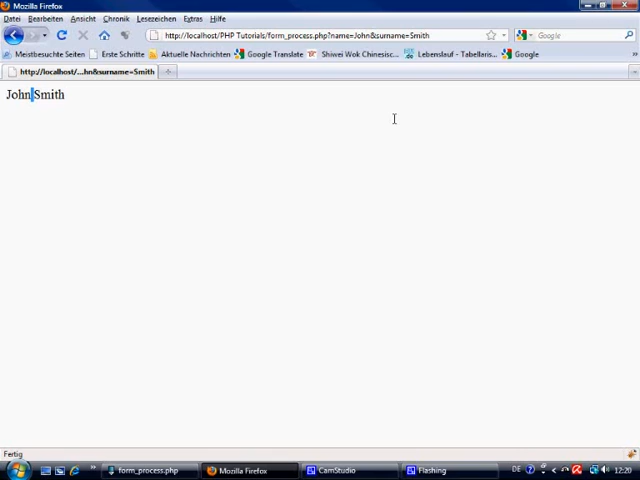 Mozilla Firefox
Datei Bearbeiten Ansicht Chronik Lesezeichen Extras Hilfe
http://localhost/PHP Tutorials/form_process.php?name=John&surname=Smith
Google
Meistbesuchte Seiten Erste Schritte Aktuelle Nachrichten Google Translate Shiwei Wok Chinesisc... Lebenslauf - Tabellaris... Google
http://localhost/...hn&surname=Smith
John Smith
Fertig
form_process.php Mozilla Firefox CamStudio Flashing DE 12:20